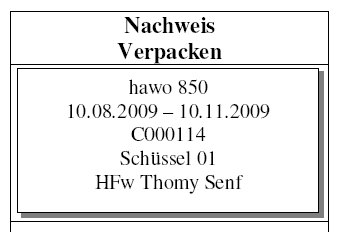 Nachweis
Verpacken
hawo 850
10.08.2009 – 10.11.2009
C000114
Schüssel 01
HFw Thomy Senf